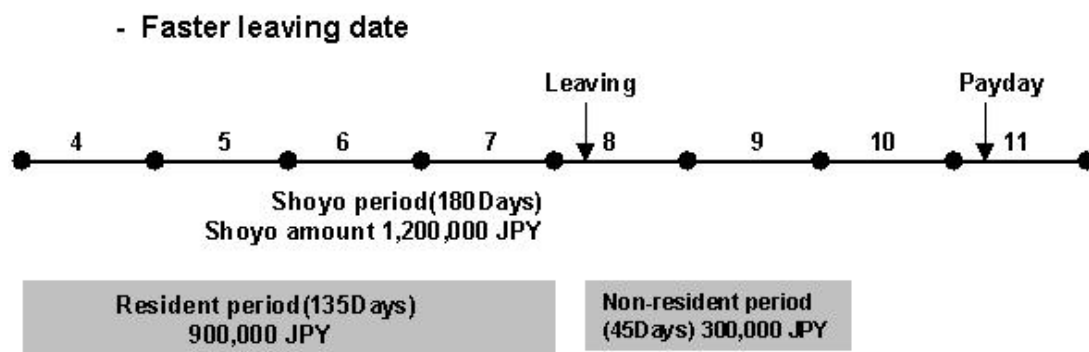 - Faster leaving date
Leaving
Payday
4 5 6 7 8 9 10 11
Shoyo period(180Days)
Shoyo amount 1,200,000 JPY
Resident period(135Days)
900,000 JPY
Non-resident period
(45Days) 300,000 JPY